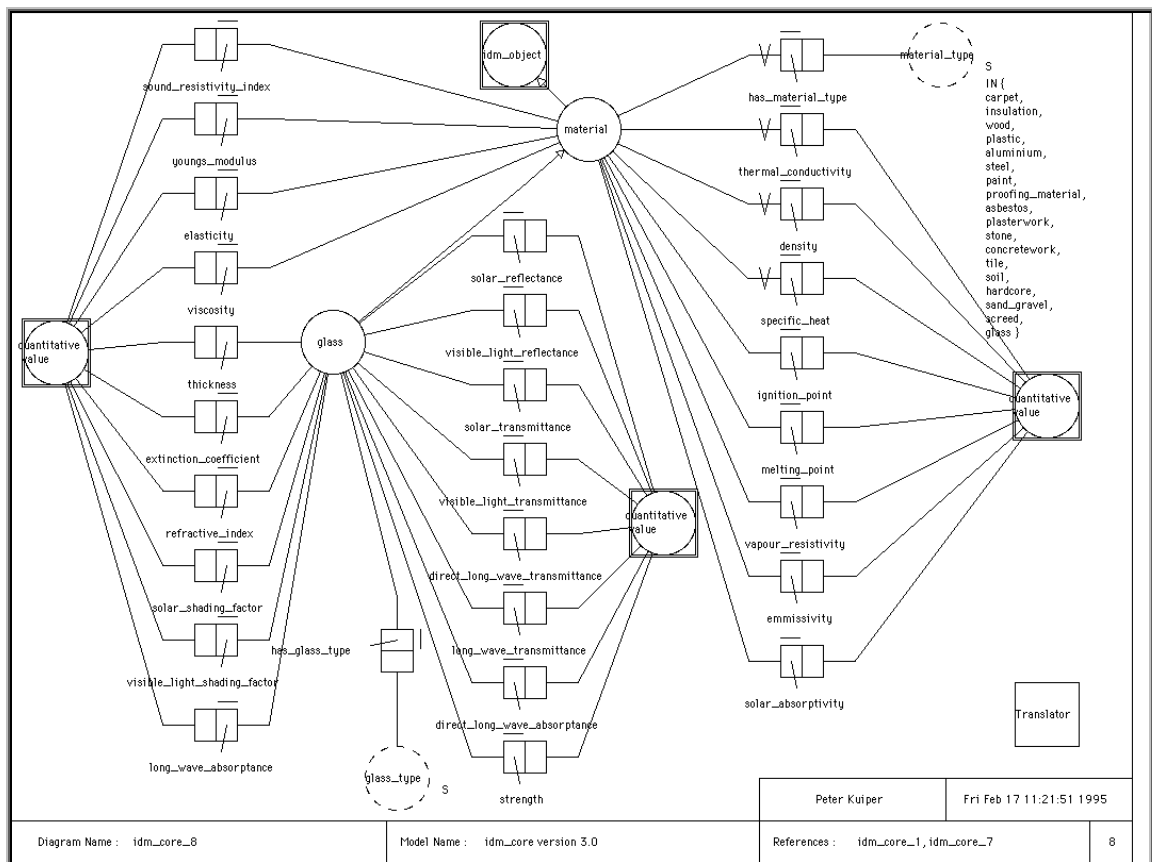 idm_object
material
material_type
S
IN {
carpet,
insulation,
wood,
plastic,
aluminium,
steel,
paint,
proofing_material,
asbestos,
plasterwork,
stone,
concretework,
tile,
soil,
hardcore,
sand_gravel,
screed,
glass }
sound_resistivity_index
youngs_modulus
elasticity
viscosity
thickness
extinction_coefficient
refractive_index
solar_shading_factor
visible_light_shading_factor
long_wave_absorptance
quantitative
value
glass
solar_reflectance
visible_light_reflectance
solar_transmittance
visible_light_transmittance
direct_long_wave_transmittance
long_wave_transmittance
direct_long_wave_absorptance
strength
quantitative
value
has_glass_type
glass_type
S
has_material_type
thermal_conductivity
density
specific_heat
ignition_point
melting_point
vapour_resistivity
emmissivity
solar_absorptivity
quantitative
value
Translator
Peter Kuiper
Fri Feb 17 11:21:51 1995
Diagram Name : idm_core_8
Model Name : idm_core version 3.0
References : idm_core_1, idm_core_7
8